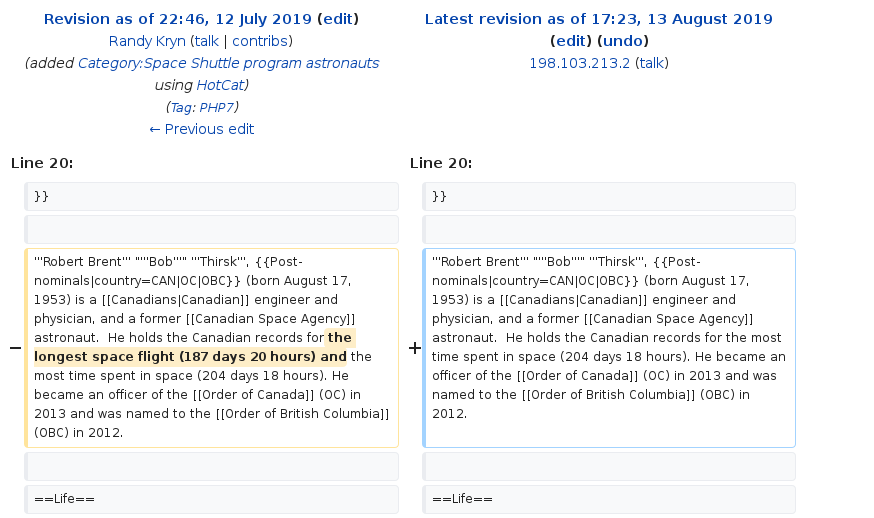 Revision as of 22:46, 12 July 2019 (edit)
Randy Kryn (talk | contribs)
(added Category:Space Shuttle program astronauts
using HotCat)
(Tag: PHP7)
← Previous edit
Latest revision as of 17:23, 13 August 2019
(edit) (undo)
198.103.213.2 (talk)
Line 20:
Line 20:
}}
}}
−
'''Robert Brent''' "'''Bob'''" '''Thirsk''', {{Post-
nominals|country=CAN|OC|OBC}} (born August 17,
1953) is a [[Canadians|Canadian]] engineer and
physician, and a former [[Canadian Space Agency]]
astronaut.  He holds the Canadian records for the
longest space flight (187 days 20 hours) and the
most time spent in space (204 days 18 hours). He
became an officer of the [[Order of Canada]] (OC) in
2013 and was named to the [[Order of British Columbia]]
(OBC) in 2012.
+
'''Robert Brent''' "'''Bob'''" '''Thirsk''', {{Post-
nominals|country=CAN|OC|OBC}} (born August 17,
1953) is a [[Canadians|Canadian]] engineer and
physician, and a former [[Canadian Space Agency]]
astronaut.  He holds the Canadian records for the most
time spent in space (204 days 18 hours). He became an
officer of the [[Order of Canada]] (OC) in 2013 and was
named to the [[Order of British Columbia]] (OBC) in
2012.
==Life==
==Life==